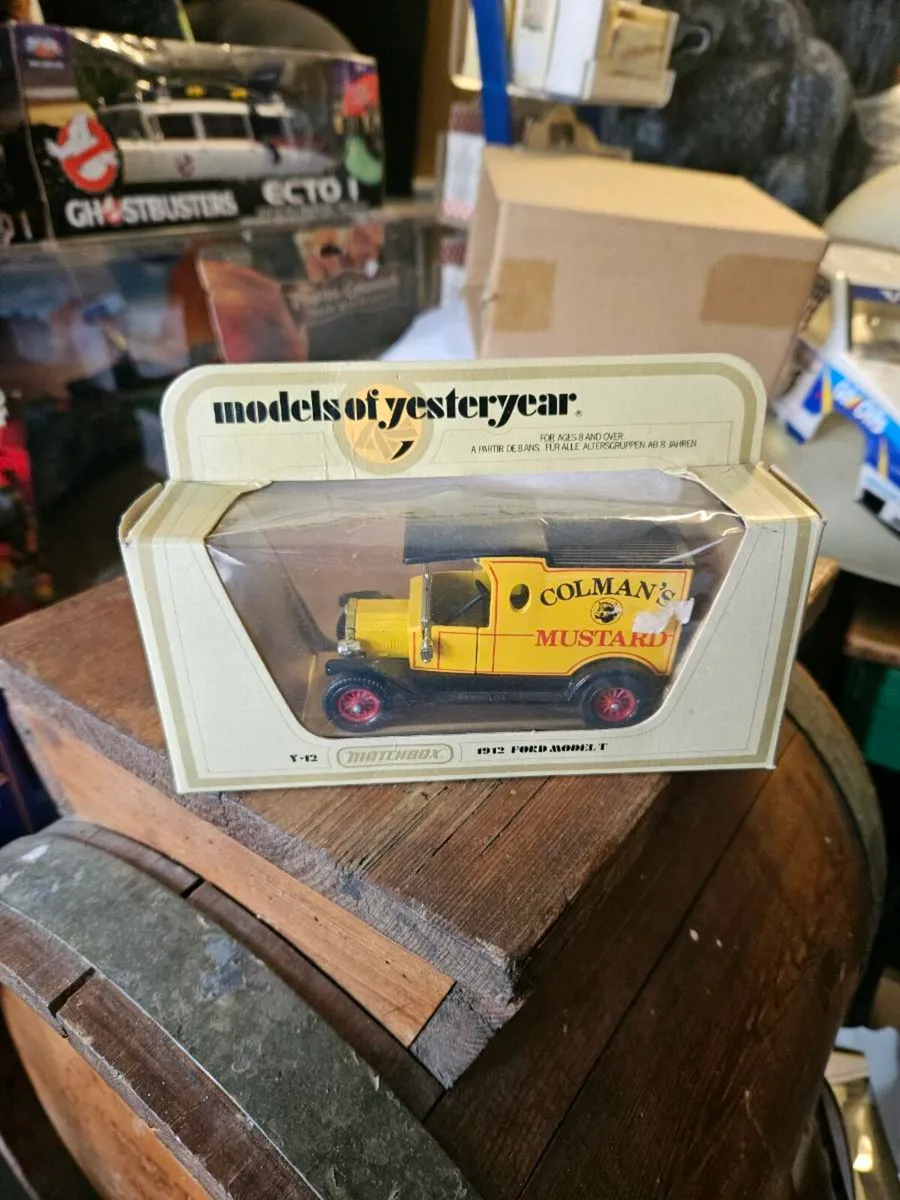 GHOSTBUSTERS
ECTO 1
models of yesteryear®
FOR AGES 8 AND OVER.
A PARTIR DE 8 ANS. FÜR ALLE ALTERSGRUPPEN AB 8 JAHREN
COLMAN'S
MUSTARD
Y-12
MATCHBOX
1912 FORD MODEL T